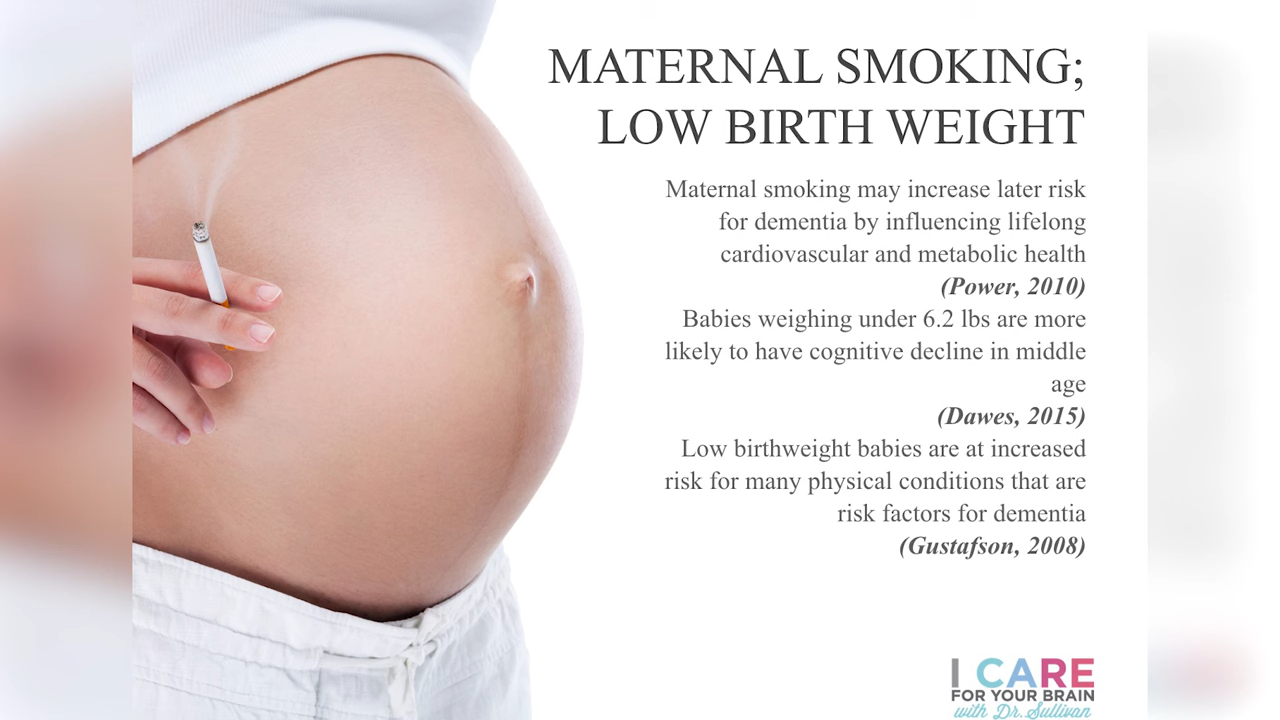 MATERNAL SMOKING;
LOW BIRTH WEIGHT
Maternal smoking may increase later risk
for dementia by influencing lifelong
cardiovascular and metabolic health
(Power, 2010)
Babies weighing under 6.2 lbs are more
likely to have cognitive decline in middle
age
(Dawes, 2015)
Low birthweight babies are at increased
risk for many physical conditions that are
risk factors for dementia
(Gustafson, 2008)
I CARE
FOR YOUR BRAIN
with Dr. Sullivan